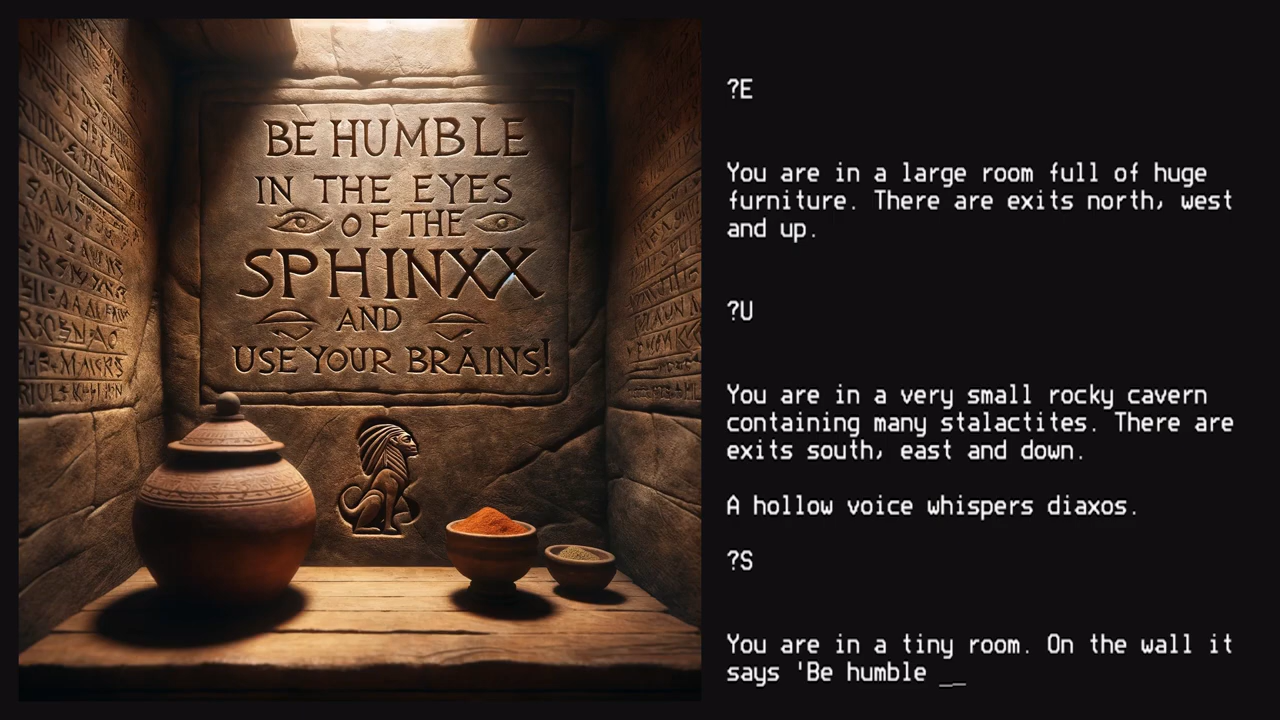 BE HUMBLE
IN THE EYES
OF THE
SPHINXX
AND
USE YOUR BRAINS!
?E
You are in a large room full of huge
furniture. There are exits north, west
and up.
?U
You are in a very small rocky cavern
containing many stalactites. There are
exits south, east and down.
A hollow voice whispers diaxos.
?S
You are in a tiny room. On the wall it
says 'Be humble __